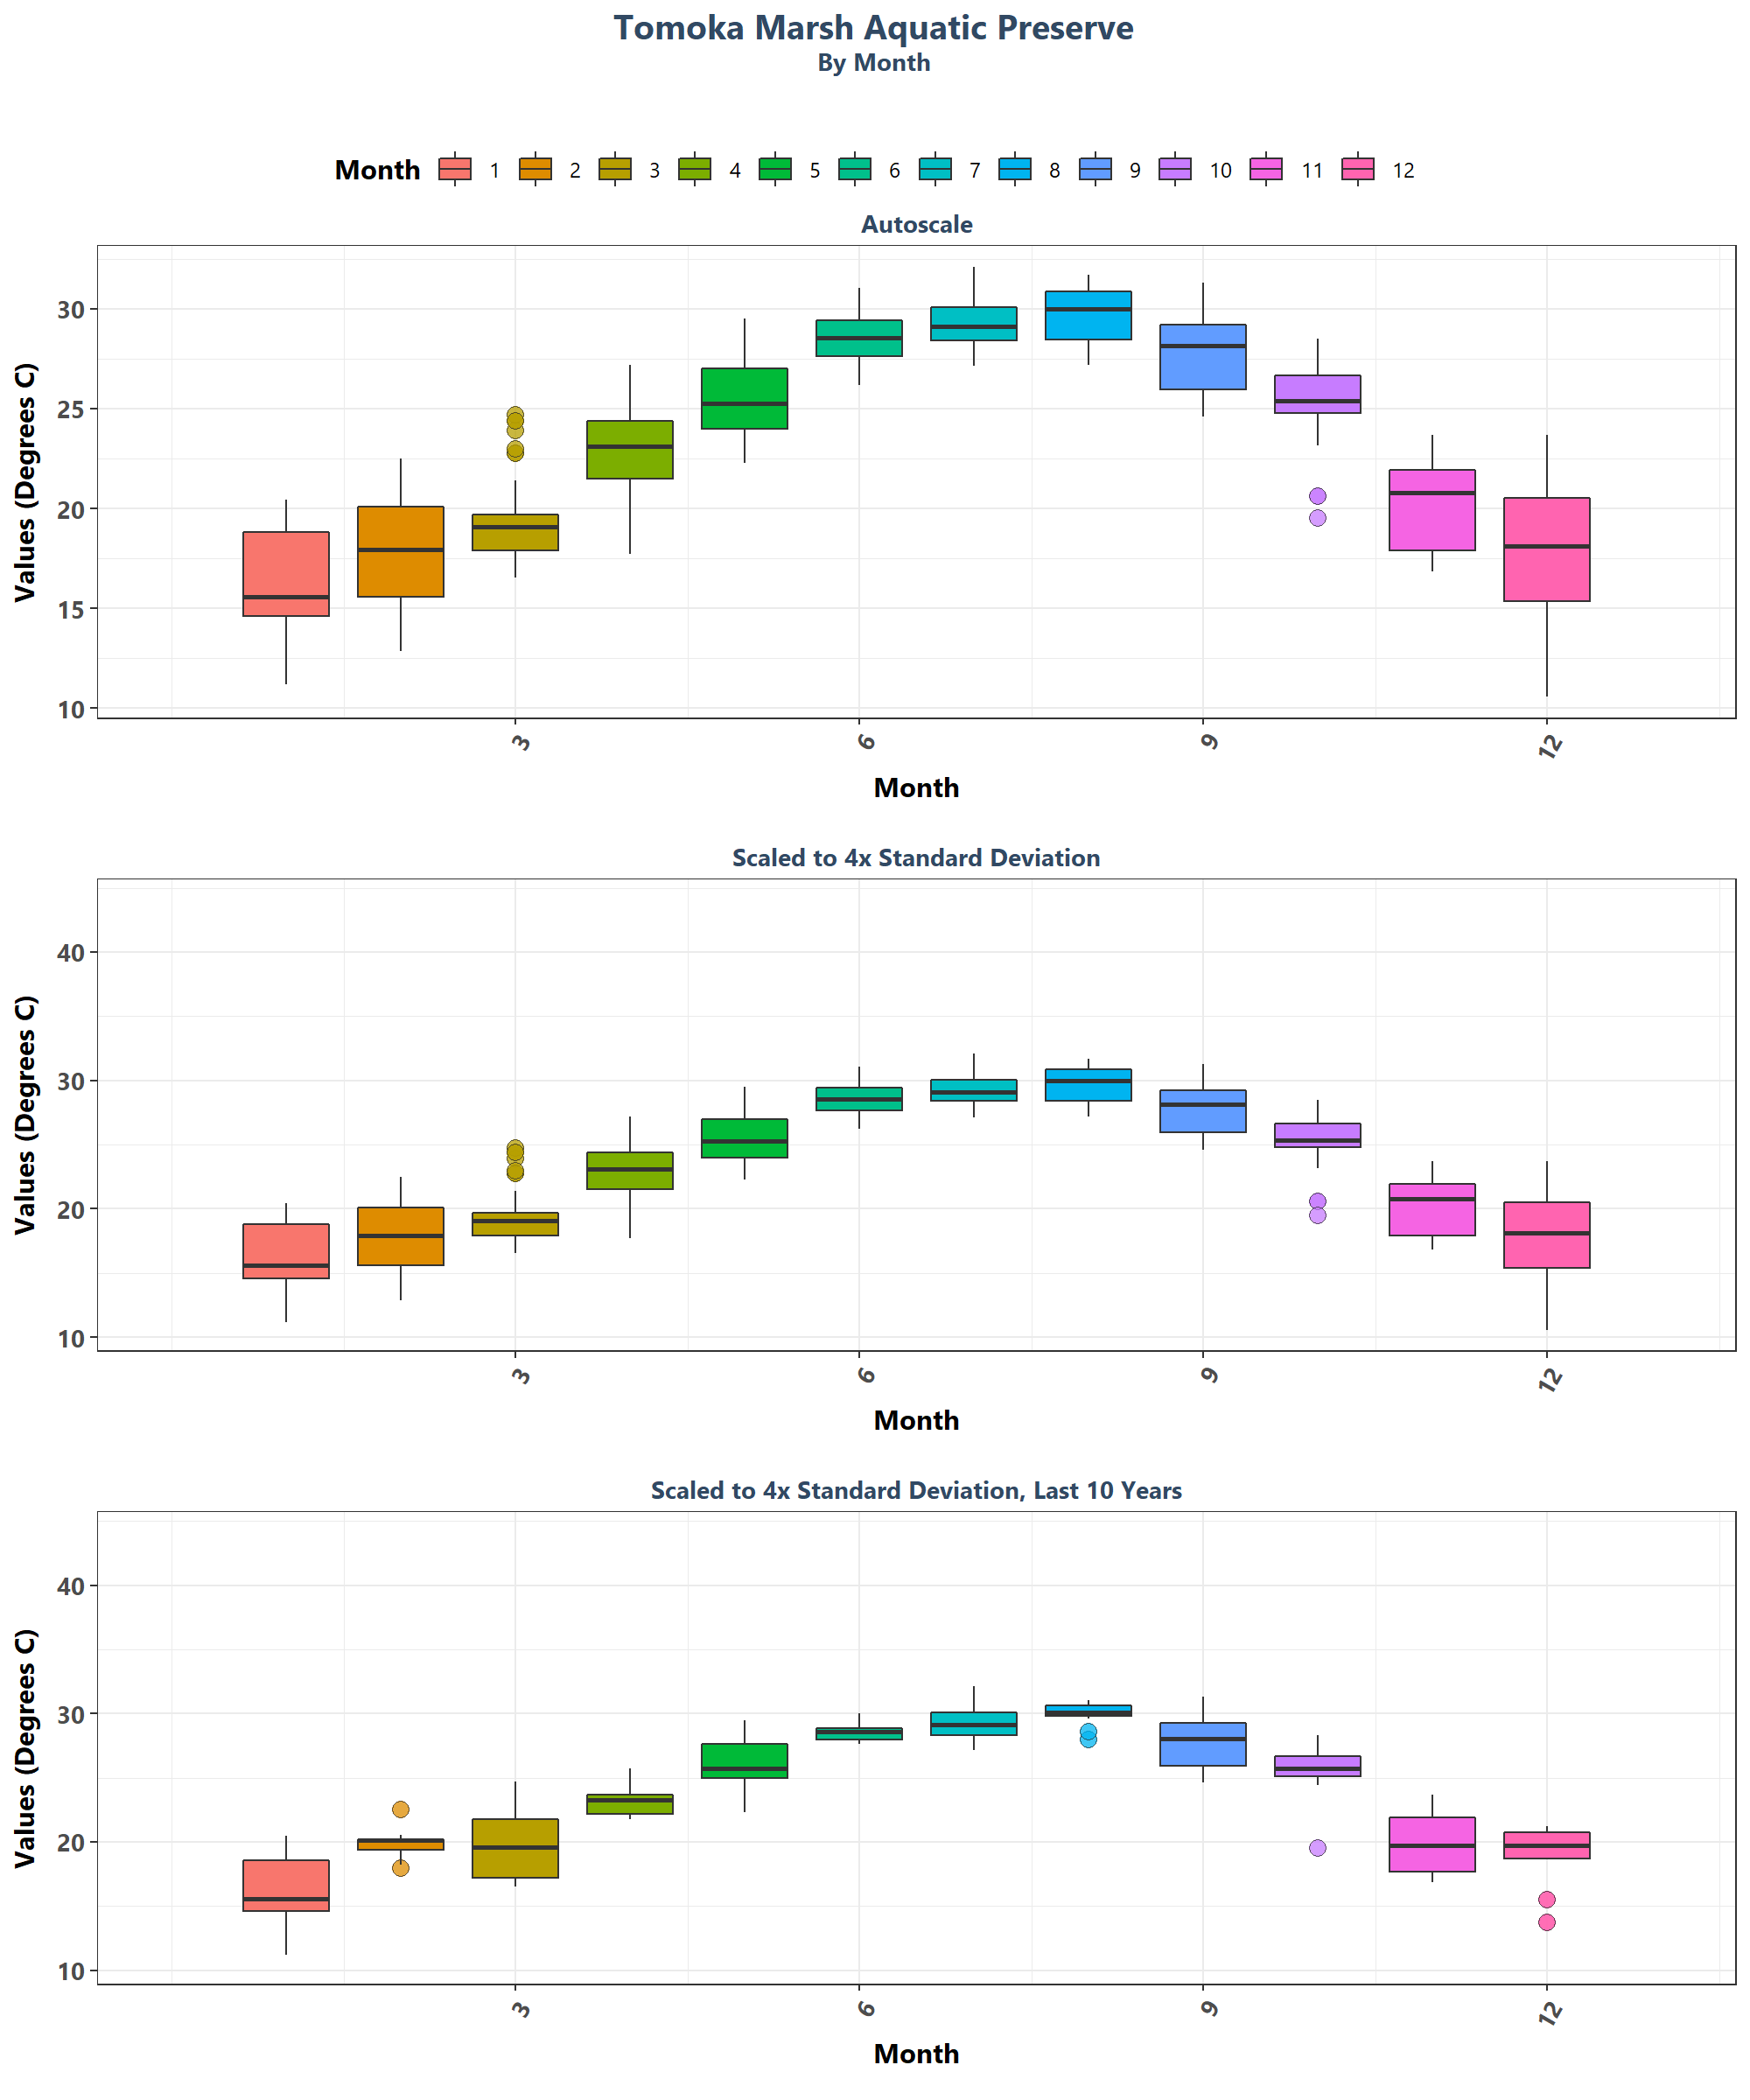 Tomoka Marsh Aquatic Preserve
By Month
Month 1 2 3 4 5 6 7 8 9 10 11 12
Autoscale
Values (Degrees C)
30
25
20
15
10
3 6 9 12
Month
Scaled to 4x Standard Deviation
Values (Degrees C)
40
30
20
10
3 6 9 12
Month
Scaled to 4x Standard Deviation, Last 10 Years
Values (Degrees C)
40
30
20
10
3 6 9 12
Month